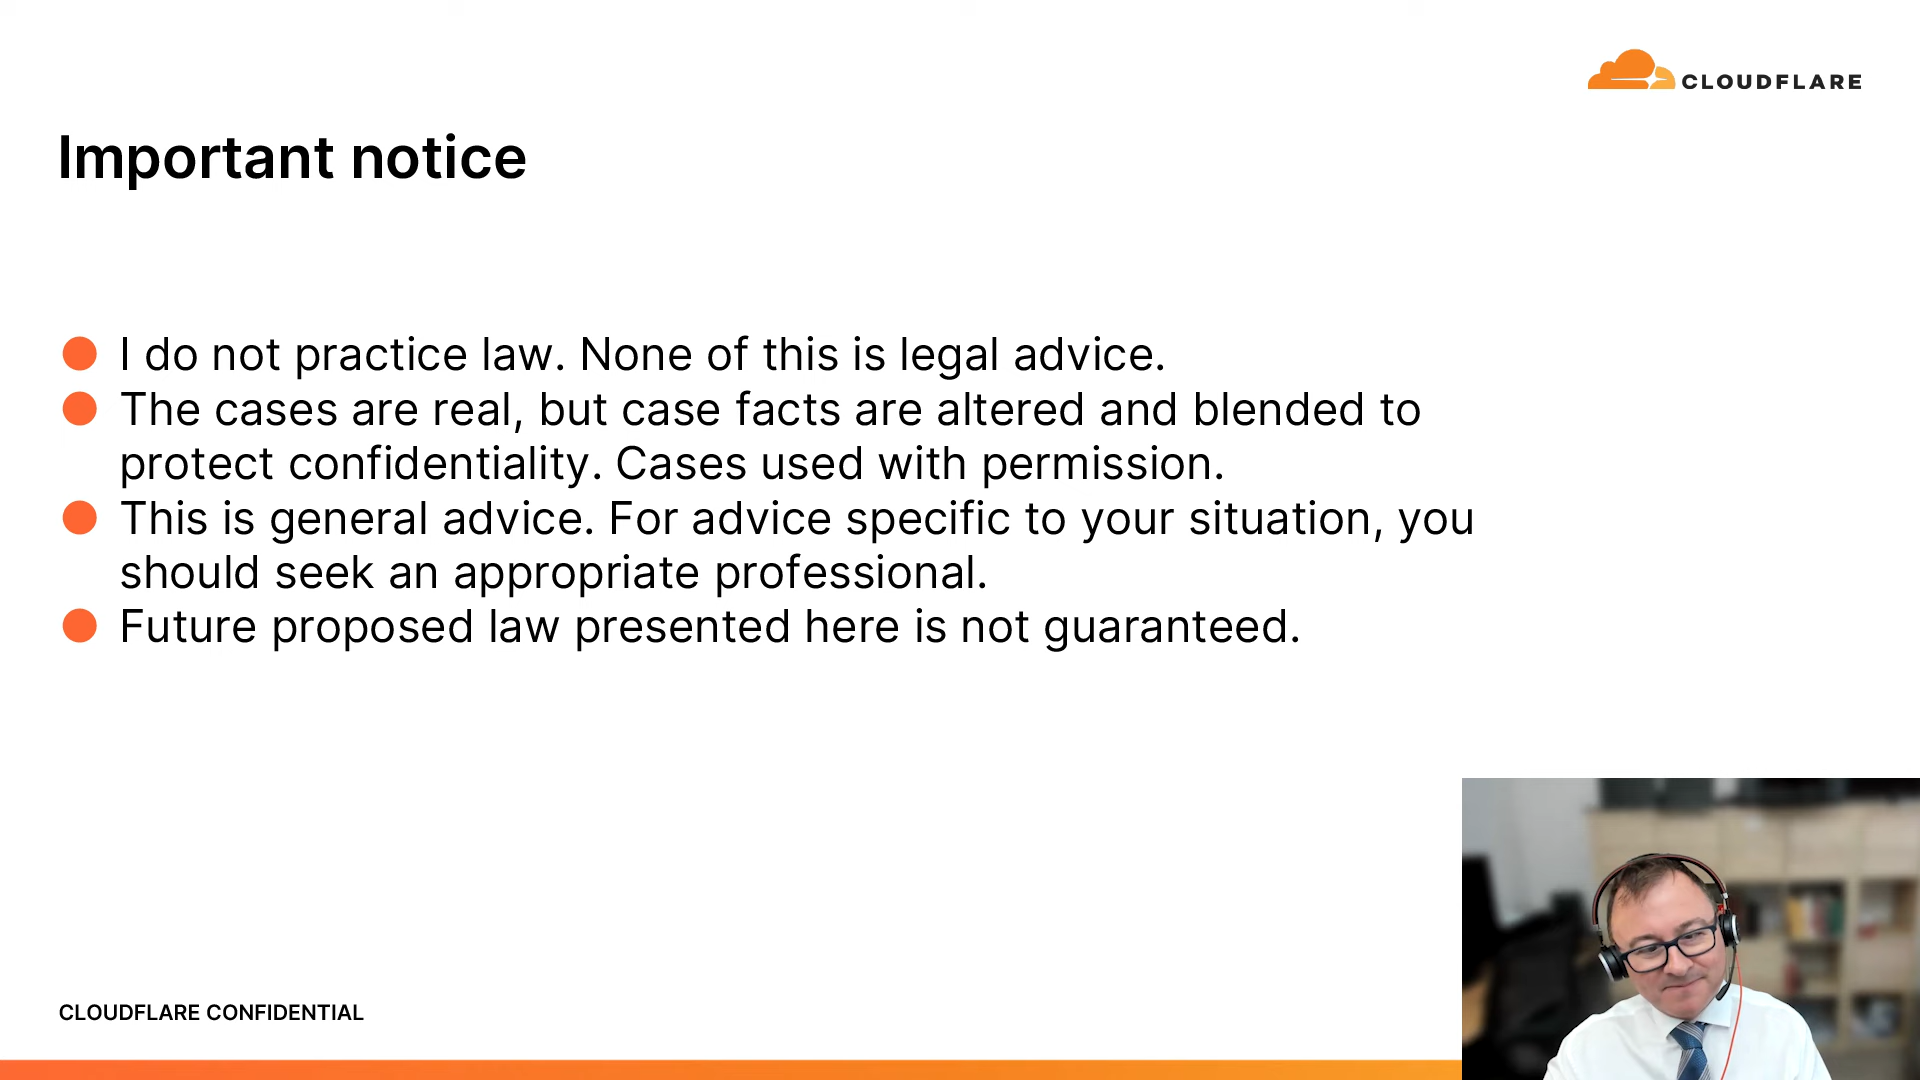 CLOUDFLARE
Important notice
I do not practice law. None of this is legal advice.
The cases are real, but case facts are altered and blended to
protect confidentiality. Cases used with permission.
This is general advice. For advice specific to your situation, you
should seek an appropriate professional.
Future proposed law presented here is not guaranteed.
CLOUDFLARE CONFIDENTIAL